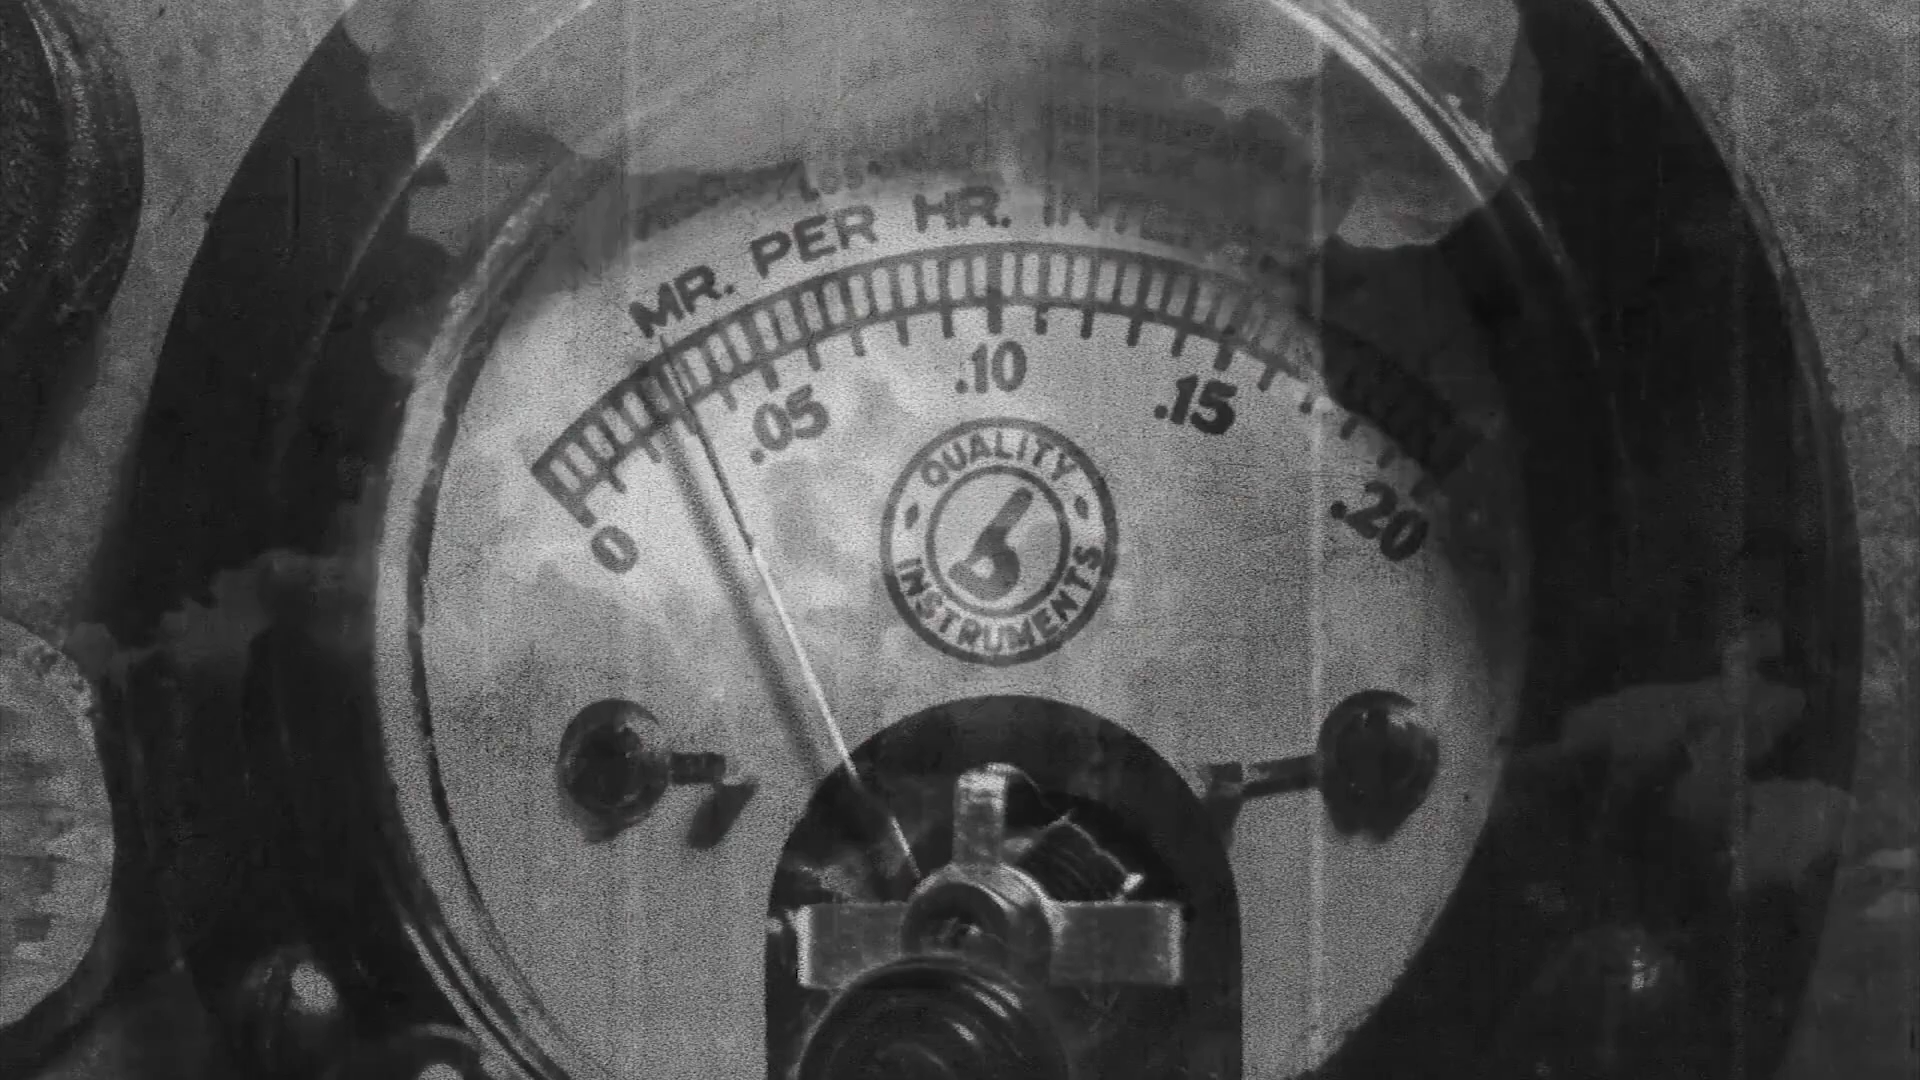 MR. PER HR.
0 .05 .10 .15 .20
QUALITY
INSTRUMENTS